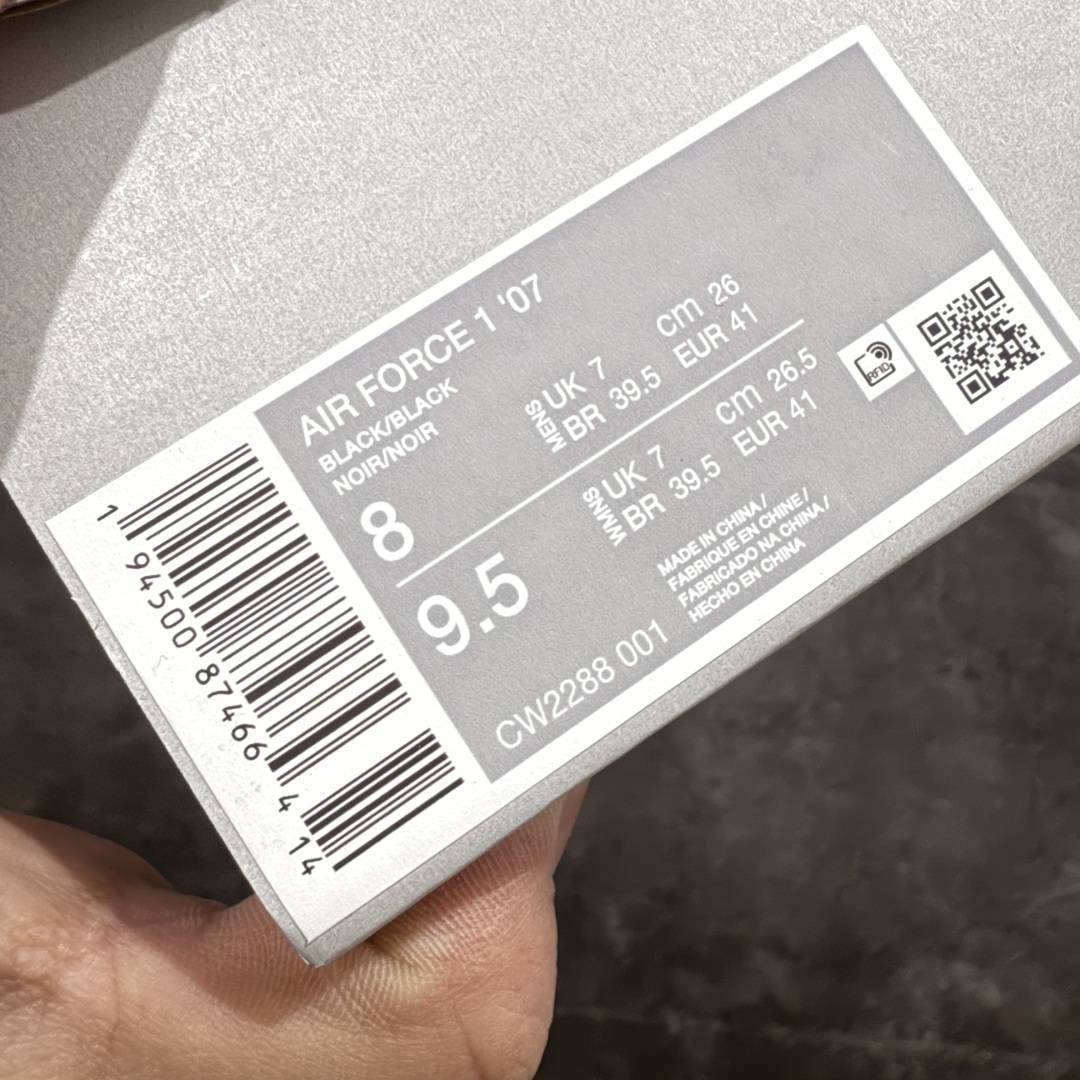 AIR FORCE 1 '07
BLACK/BLACK
NOIR/NOIR
8
MENS
UK 7
BR 39.5
cm 26
EUR 41
9.5
WMNS
UK 7
BR 39.5
cm 26.5
EUR 41
CW2288 001
MADE IN CHINA /
FABRIQUE EN CHINE /
FABRICADO NA CHINA /
HECHO EN CHINA
RFID
1 94500 87466 4 14